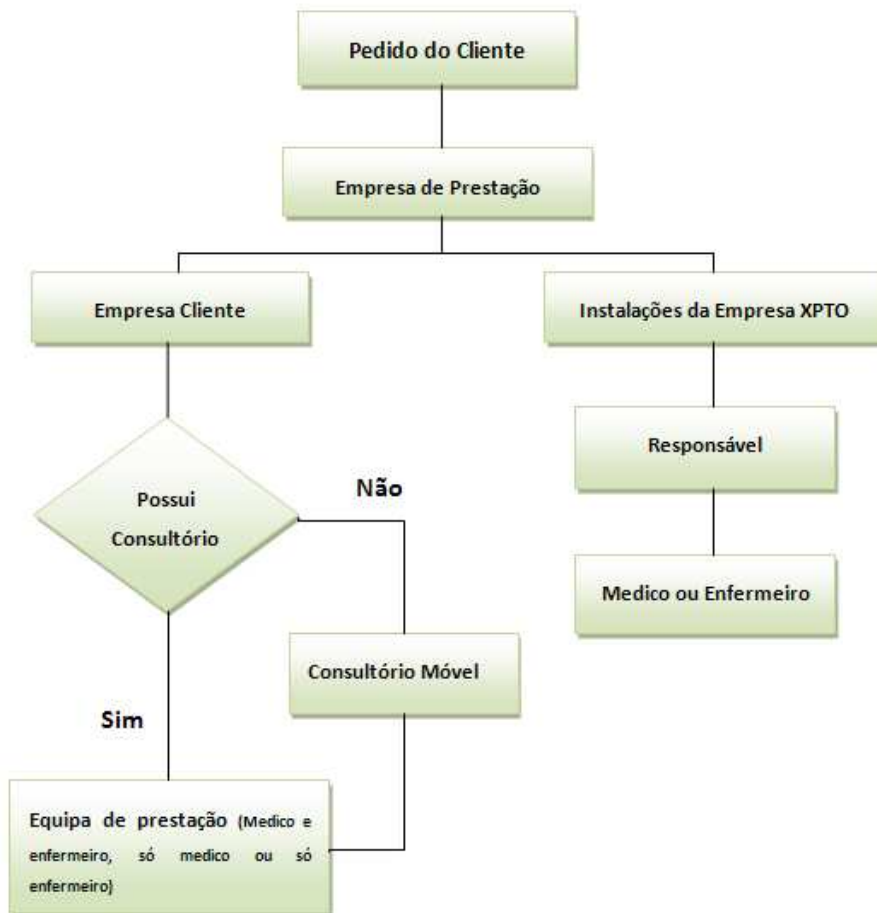 Pedido do Cliente
Empresa de Prestação
Empresa Cliente
Instalações da Empresa XPTO
Responsável
Possui
Consultório
Não
Medico ou Enfermeiro
Consultório Móvel
Sim
Equipa de prestação (Medico e
enfermeiro, só medico ou só
enfermeiro)